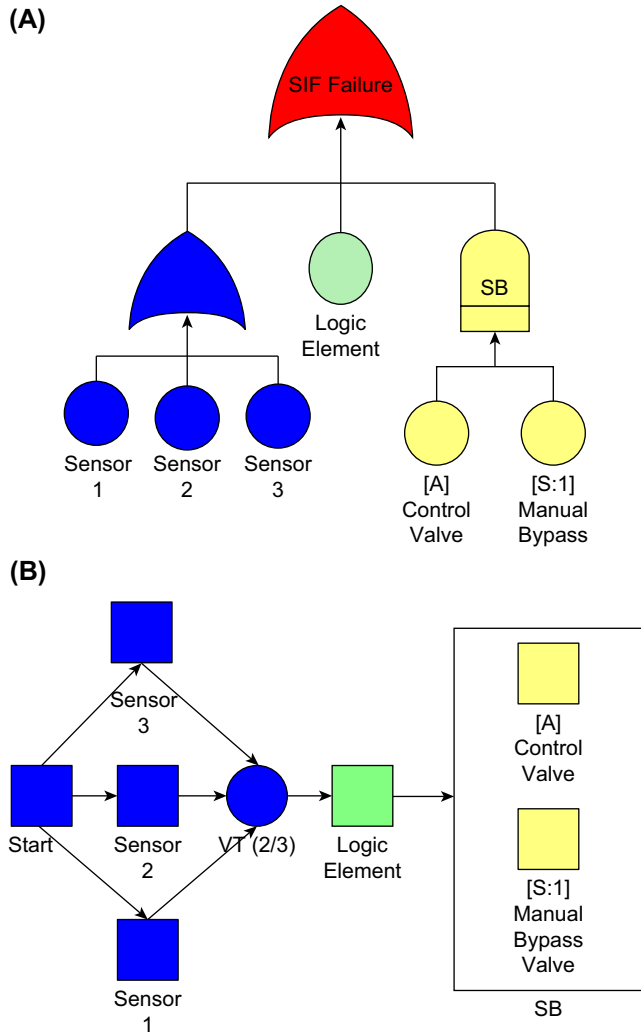 (A)
SIF Failure
SB
Logic
Element
Sensor
1
Sensor
2
Sensor
3
[A]
Control
Valve
[S:1]
Manual
Bypass
(B)
Sensor
3
[A]
Control
Valve
Start
Sensor
2
VT (2/3)
Logic
Element
[S:1]
Manual
Bypass
Valve
Sensor
1
SB